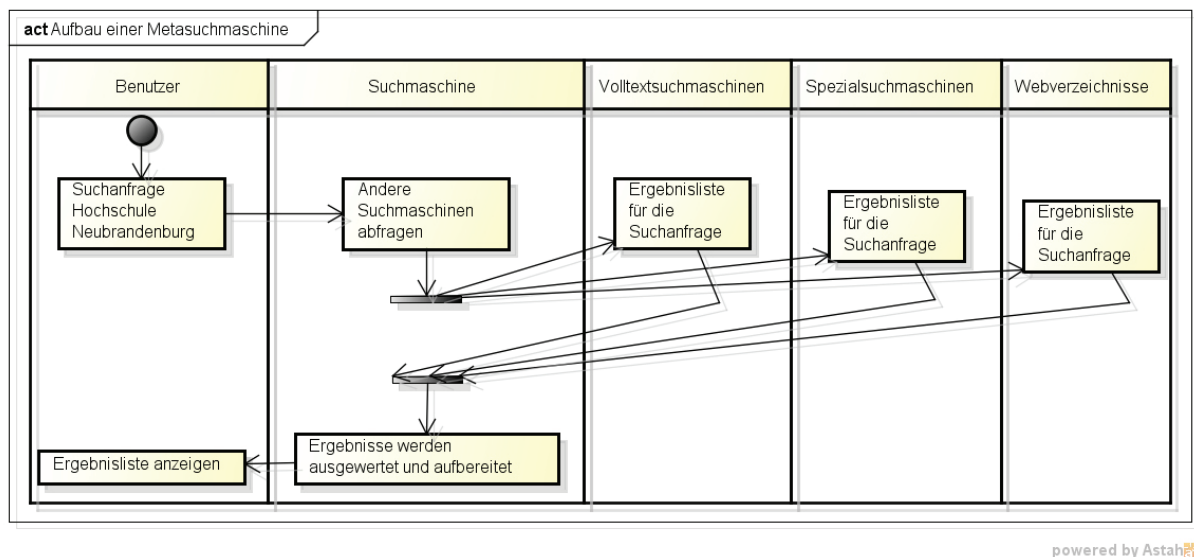 act Aufbau einer Metasuchmaschine
Benutzer
Suchmaschine
Volltextsuchmaschinen
Spezialsuchmaschinen
Webverzeichnisse
Suchanfrage
Hochschule
Neubrandenburg
Andere
Suchmaschinen
abfragen
Ergebnisliste
für die
Suchanfrage
Ergebnisliste
für die
Suchanfrage
Ergebnisliste
für die
Suchanfrage
Ergebnisse werden
ausgewertet und aufbereitet
Ergebnisliste anzeigen
powered by Astah